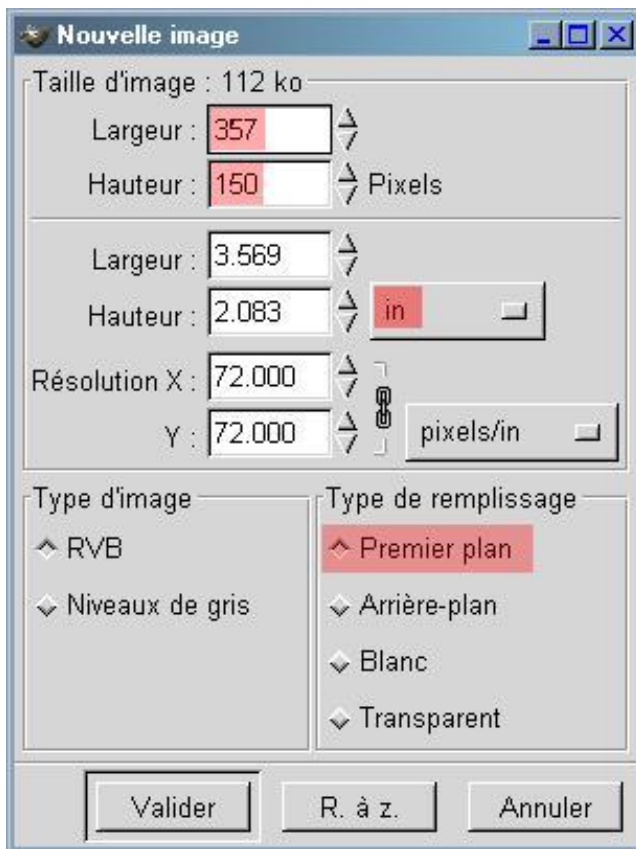 Nouvelle image
Taille d'image : 112 ko
Largeur : 357
Hauteur : 150 Pixels
Largeur : 3.569
Hauteur : 2.083 in
Résolution X : 72.000
Y : 72.000 pixels/in
Type d'image
RVB
Niveaux de gris
Type de remplissage
Premier plan
Arrière-plan
Blanc
Transparent
Valider R. à z. Annuler